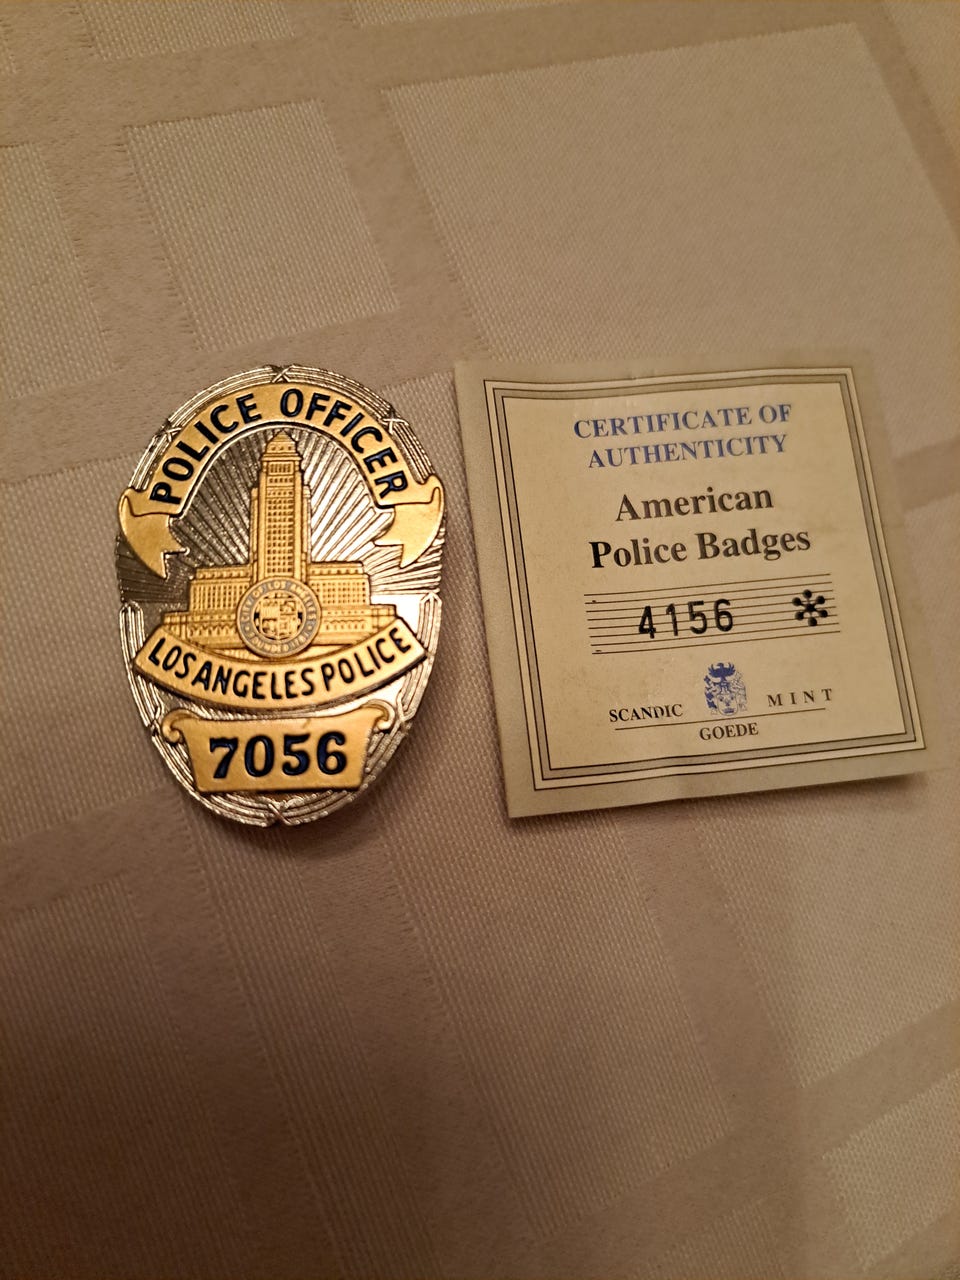 POLICE OFFICER
LOS ANGELES POLICE
7056
CERTIFICATE OF
AUTHENTICITY
American
Police Badges
4156 *
SCANDIC MINT
GOEDE